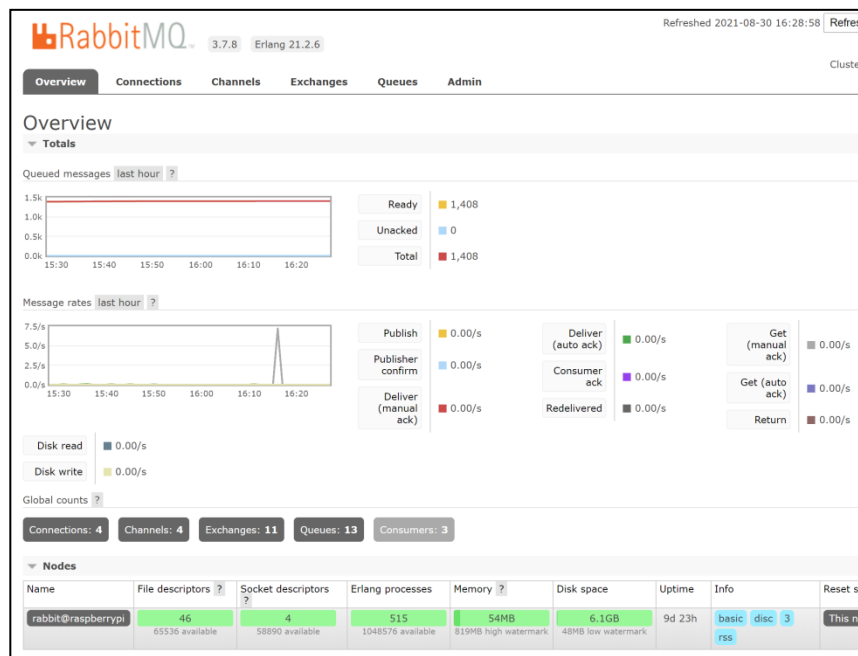 Refreshed 2021-08-30 16:28:58 Refres
RabbitMQ 3.7.8 Erlang 21.2.6
Cluste
Overview Connections Channels Exchanges Queues Admin
Overview
Totals
Queued messages last hour ?
1.5k
1.0k
0.5k
0.0k
15:30 15:40 15:50 16:00 16:10 16:20
Ready 1,408
Unacked 0
Total 1,408
Message rates last hour ?
7.5/s
5.0/s
2.5/s
0.0/s
15:30 15:40 15:50 16:00 16:10 16:20
Publish 0.00/s
Publisher
confirm 0.00/s
Deliver
(manual
ack) 0.00/s
Deliver
(auto ack) 0.00/s
Consumer
ack 0.00/s
Redelivered 0.00/s
Get
(manual
ack) 0.00/s
Get (auto
ack) 0.00/s
Return 0.00/s
Disk read 0.00/s
Disk write 0.00/s
Global counts ?
Connections: 4 Channels: 4 Exchanges: 11 Queues: 13 Consumers: 3
Nodes
Name File descriptors ? Socket descriptors ? Erlang processes Memory ? Disk space Uptime Info Reset s
rabbit@raspberrypi 46 4 515 54MB 6.1GB 9d 23h basic disc 3 This n
65536 available 58890 available 1048576 available 819MB high watermark 48MB low watermark rss